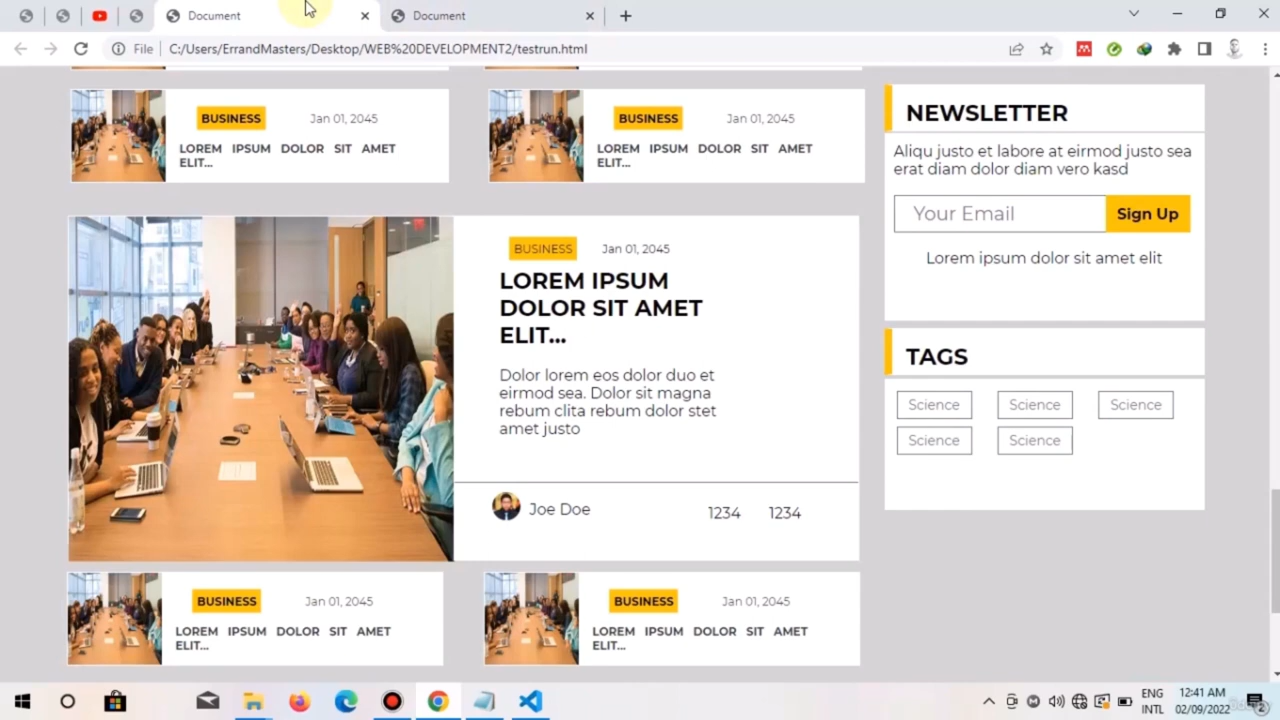 Document
Document
File
C:/Users/ErrandMasters/Desktop/WEB%20DEVELOPMENT2/testrun.html
BUSINESS
Jan 01, 2045
LOREM IPSUM DOLOR SIT AMET
ELIT...
BUSINESS
Jan 01, 2045
LOREM IPSUM DOLOR SIT AMET
ELIT...
BUSINESS
Jan 01, 2045
LOREM IPSUM
DOLOR SIT AMET
ELIT...
Dolor lorem eos dolor duo et
eirmod sea. Dolor sit magna
rebum clita rebum dolor stet
amet justo
Joe Doe
1234
1234
BUSINESS
Jan 01, 2045
LOREM IPSUM DOLOR SIT AMET
ELIT...
BUSINESS
Jan 01, 2045
LOREM IPSUM DOLOR SIT AMET
ELIT...
NEWSLETTER
Aliqu justo et labore at eirmod justo sea
erat diam dolor diam vero kasd
Your Email
Sign Up
Lorem ipsum dolor sit amet elit
TAGS
Science
Science
Science
Science
Science
ENG
INTL
12:41 AM
02/09/2022